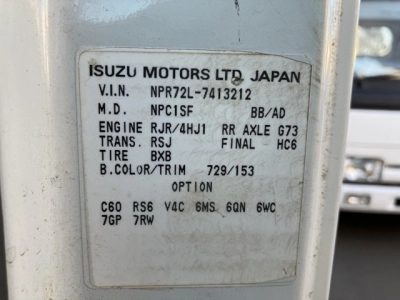 ISUZU MOTORS LTD. JAPAN
V.I.N. NPR72L-7413212
M.D. NPC1SF BB/AD
ENGINE RJR/4HJ1 RR AXLE G73
TRANS. RSJ FINAL HC6
TIRE BXB
B.COLOR/TRIM 729/153
OPTION
C60 RS6 V4C 6MS 6QN 6WC
7GP 7RW